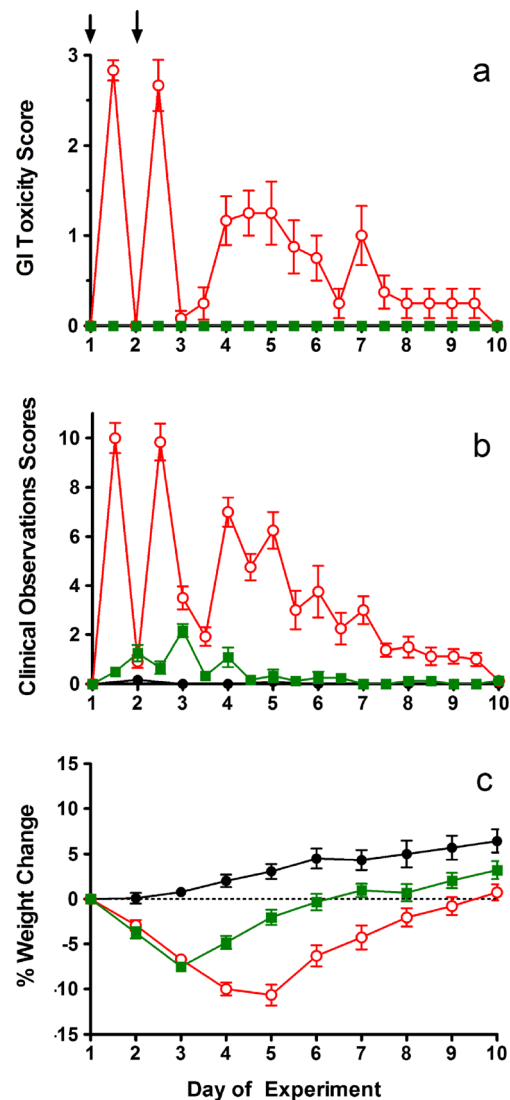 a
3
2
1
0
GI Toxicity Score
1 2 3 4 5 6 7 8 9 10
b
10
8
6
4
2
0
Clinical Observations Scores
1 2 3 4 5 6 7 8 9 10
c
15
10
5
0
-5
-10
-15
% Weight Change
1 2 3 4 5 6 7 8 9 10
Day of Experiment